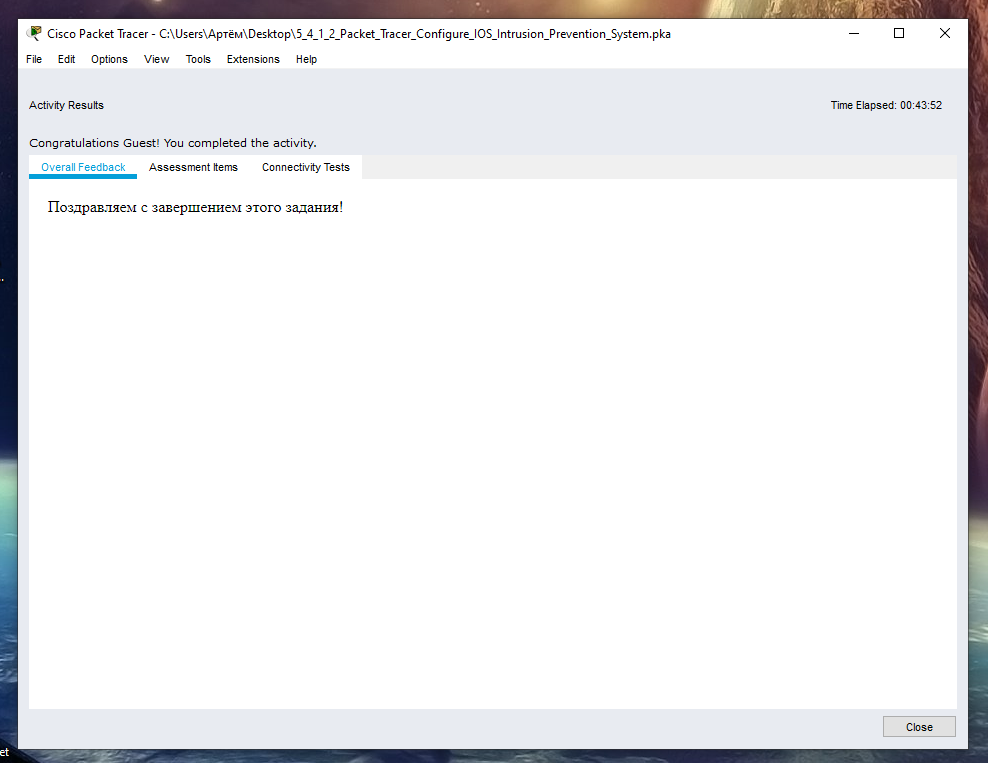 Cisco Packet Tracer - C:\Users\Артём\Desktop\5_4_1_2_Packet_Tracer_Configure_IOS_Intrusion_Prevention_System.pka
File Edit Options View Tools Extensions Help
Activity Results Time Elapsed: 00:43:52
Congratulations Guest! You completed the activity.
Overall Feedback Assessment Items Connectivity Tests
Поздравляем с завершением этого задания!
Close
et